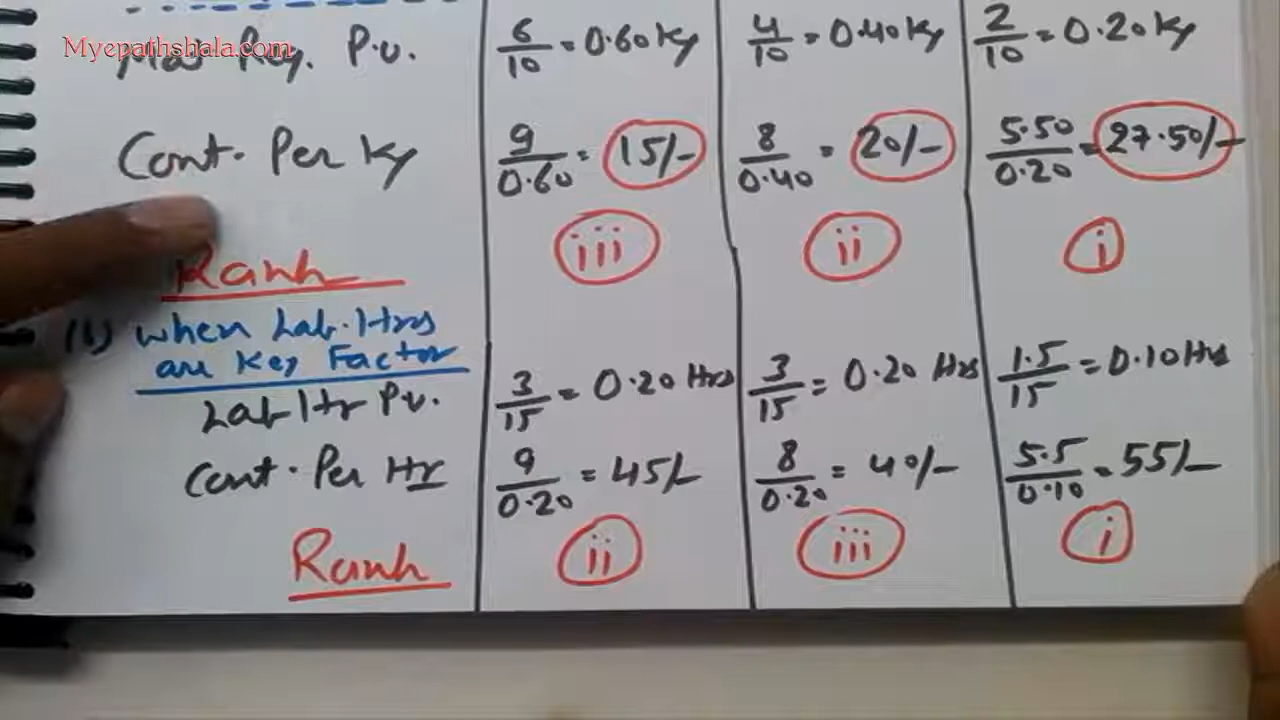 Myepathshala.com
Mat Req. P.U. 6/10 = 0.60 Kg 4/10 = 0.40 Kg 2/10 = 0.20 Kg
Cont. Per Kg 9/0.60 = 15/- 8/0.40 = 20/- 5.50/0.20 = 27.50/-
Rank iii ii i
(b) When Lab. Hrs
are Key Factor
Lab Hr P.U. 3/15 = 0.20 Hrs 3/15 = 0.20 Hrs 1.5/15 = 0.10 Hrs
Cont. Per Hr 9/0.20 = 45/- 8/0.20 = 40/- 5.5/0.10 = 55/-
Rank ii iii i